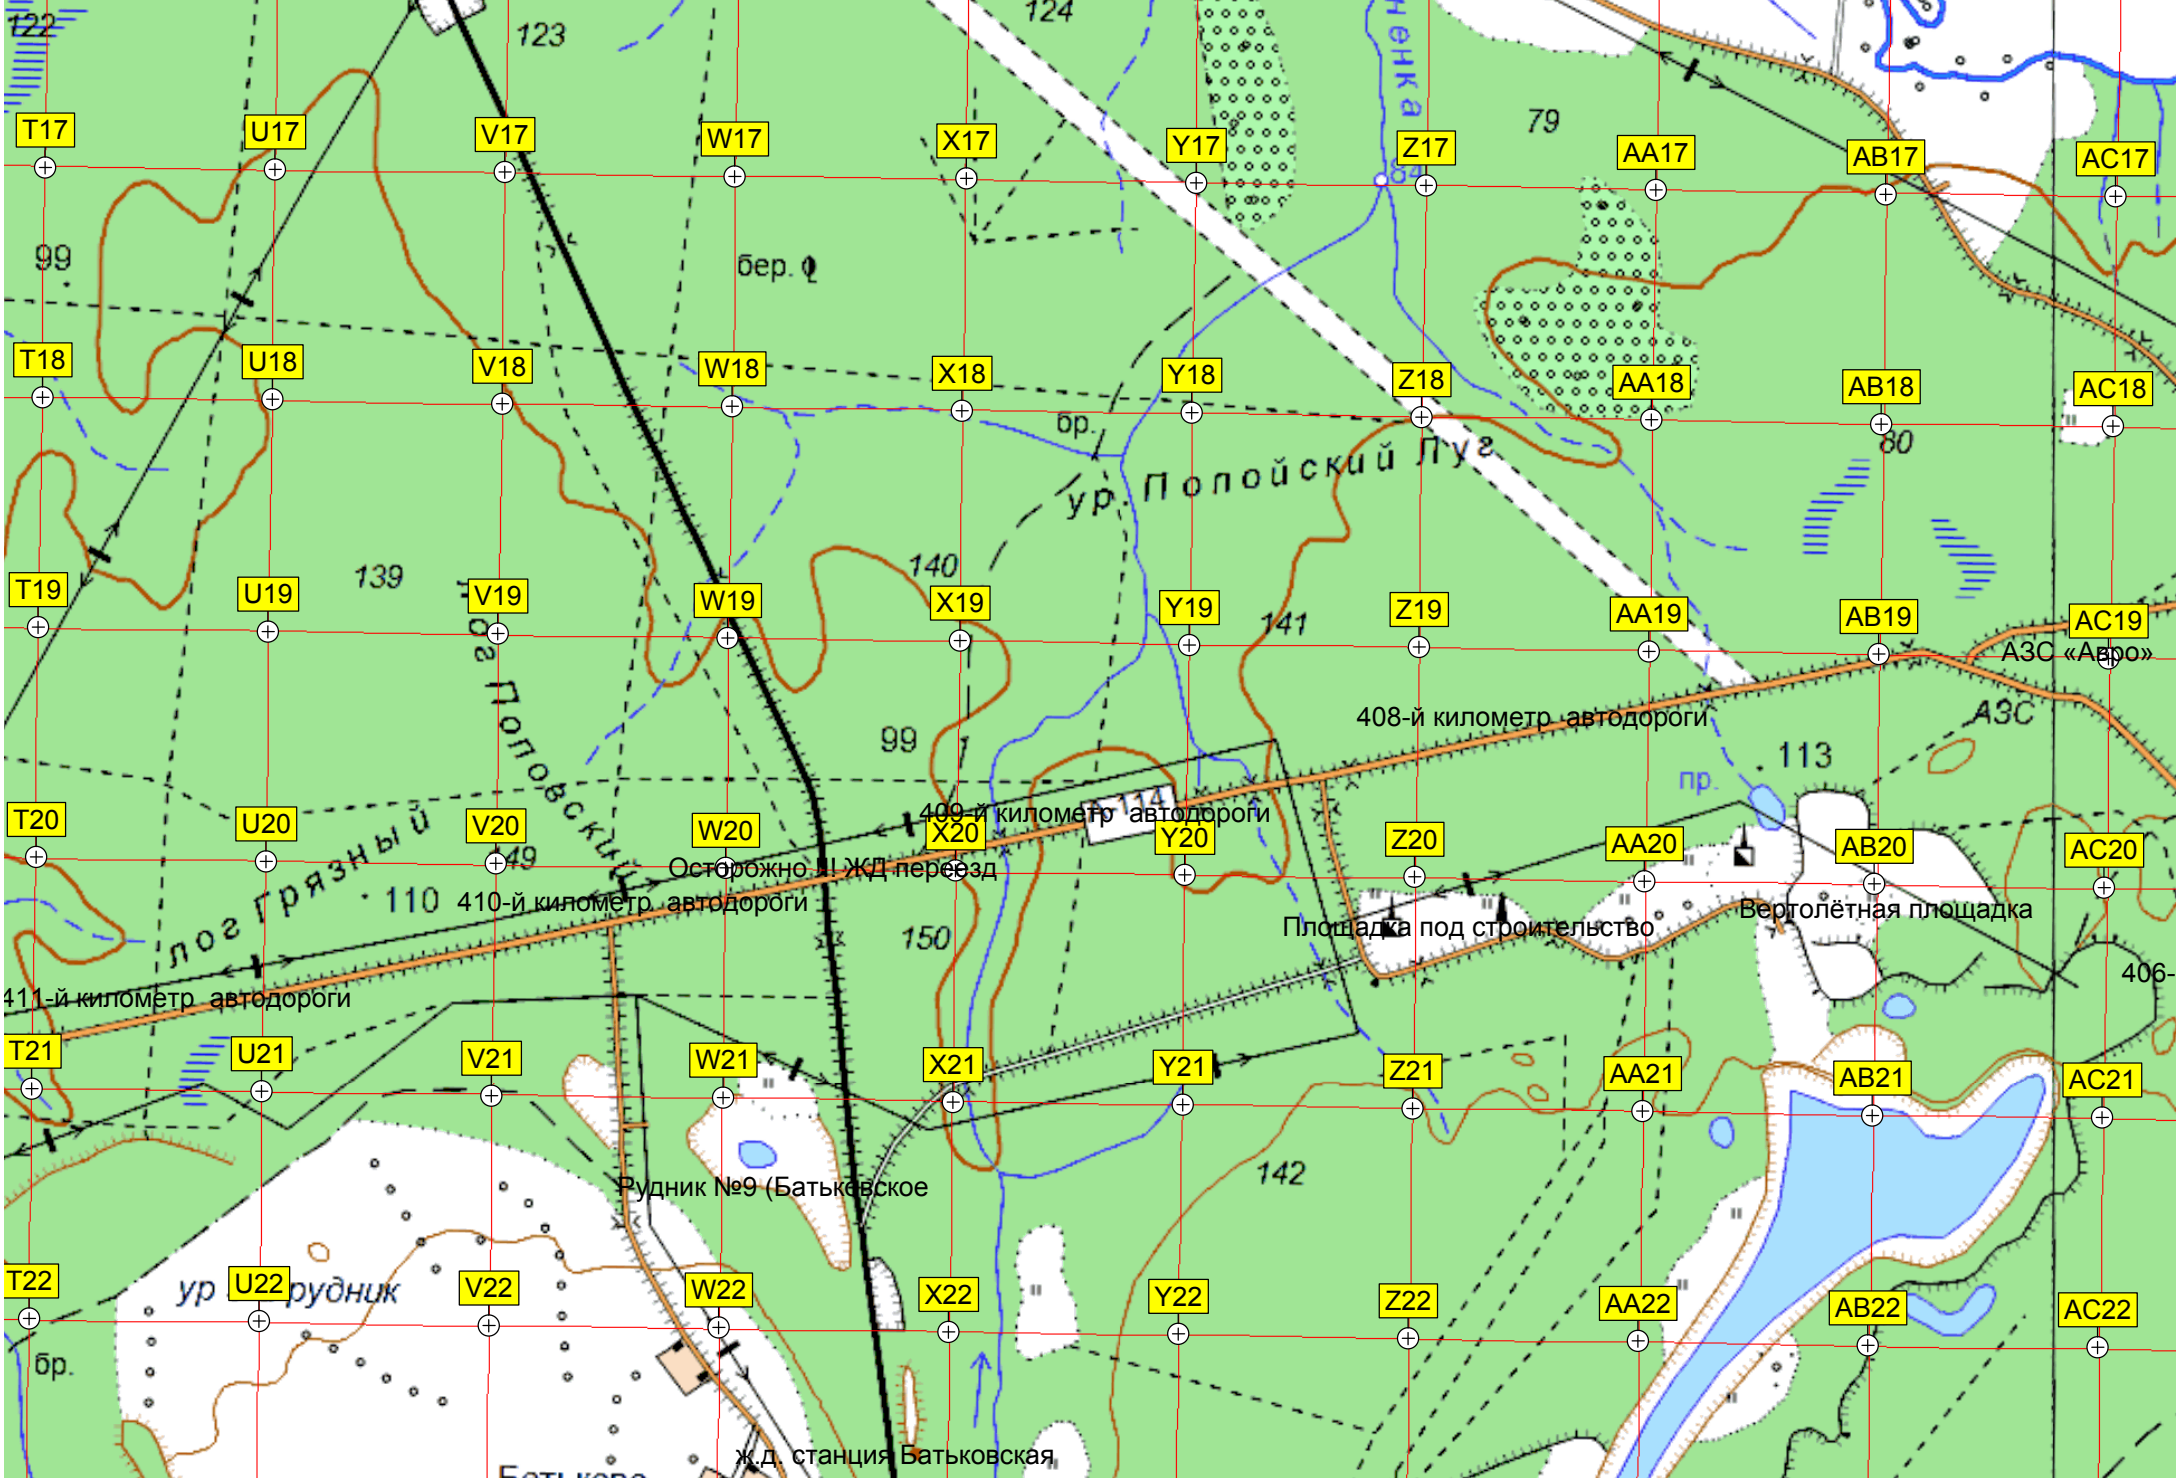 122
123
124
ненка
79
T17
U17
V17
W17
X17
Y17
Z17
AA17
AB17
AC17
84
99
бер.
T18
U18
V18
W18
X18
Y18
Z18
AA18
AB18
AC18
бр.
80
ур. Попойский Луг
139
140
141
T19
U19
V19
W19
X19
Y19
Z19
AA19
AB19
AC19
АЗС «Авро»
лог Поповский
408-й километр автодороги
АЗС
99
113
пр.
А-114
409-й километр автодороги
T20
U20
V20
W20
X20
Y20
Z20
AA20
AB20
AC20
149
Осторожно !!! ЖД переезд
лог Грязный
110
410-й километр автодороги
150
Площадка под строительство
Вертолётная площадка
411-й километр автодороги
406-
T21
U21
V21
W21
X21
Y21
Z21
AA21
AB21
AC21
142
Рудник №9 (Батьковское
T22
U22
V22
W22
X22
Y22
Z22
AA22
AB22
AC22
ур рудник
бр.
ж.д. станция Батьковская